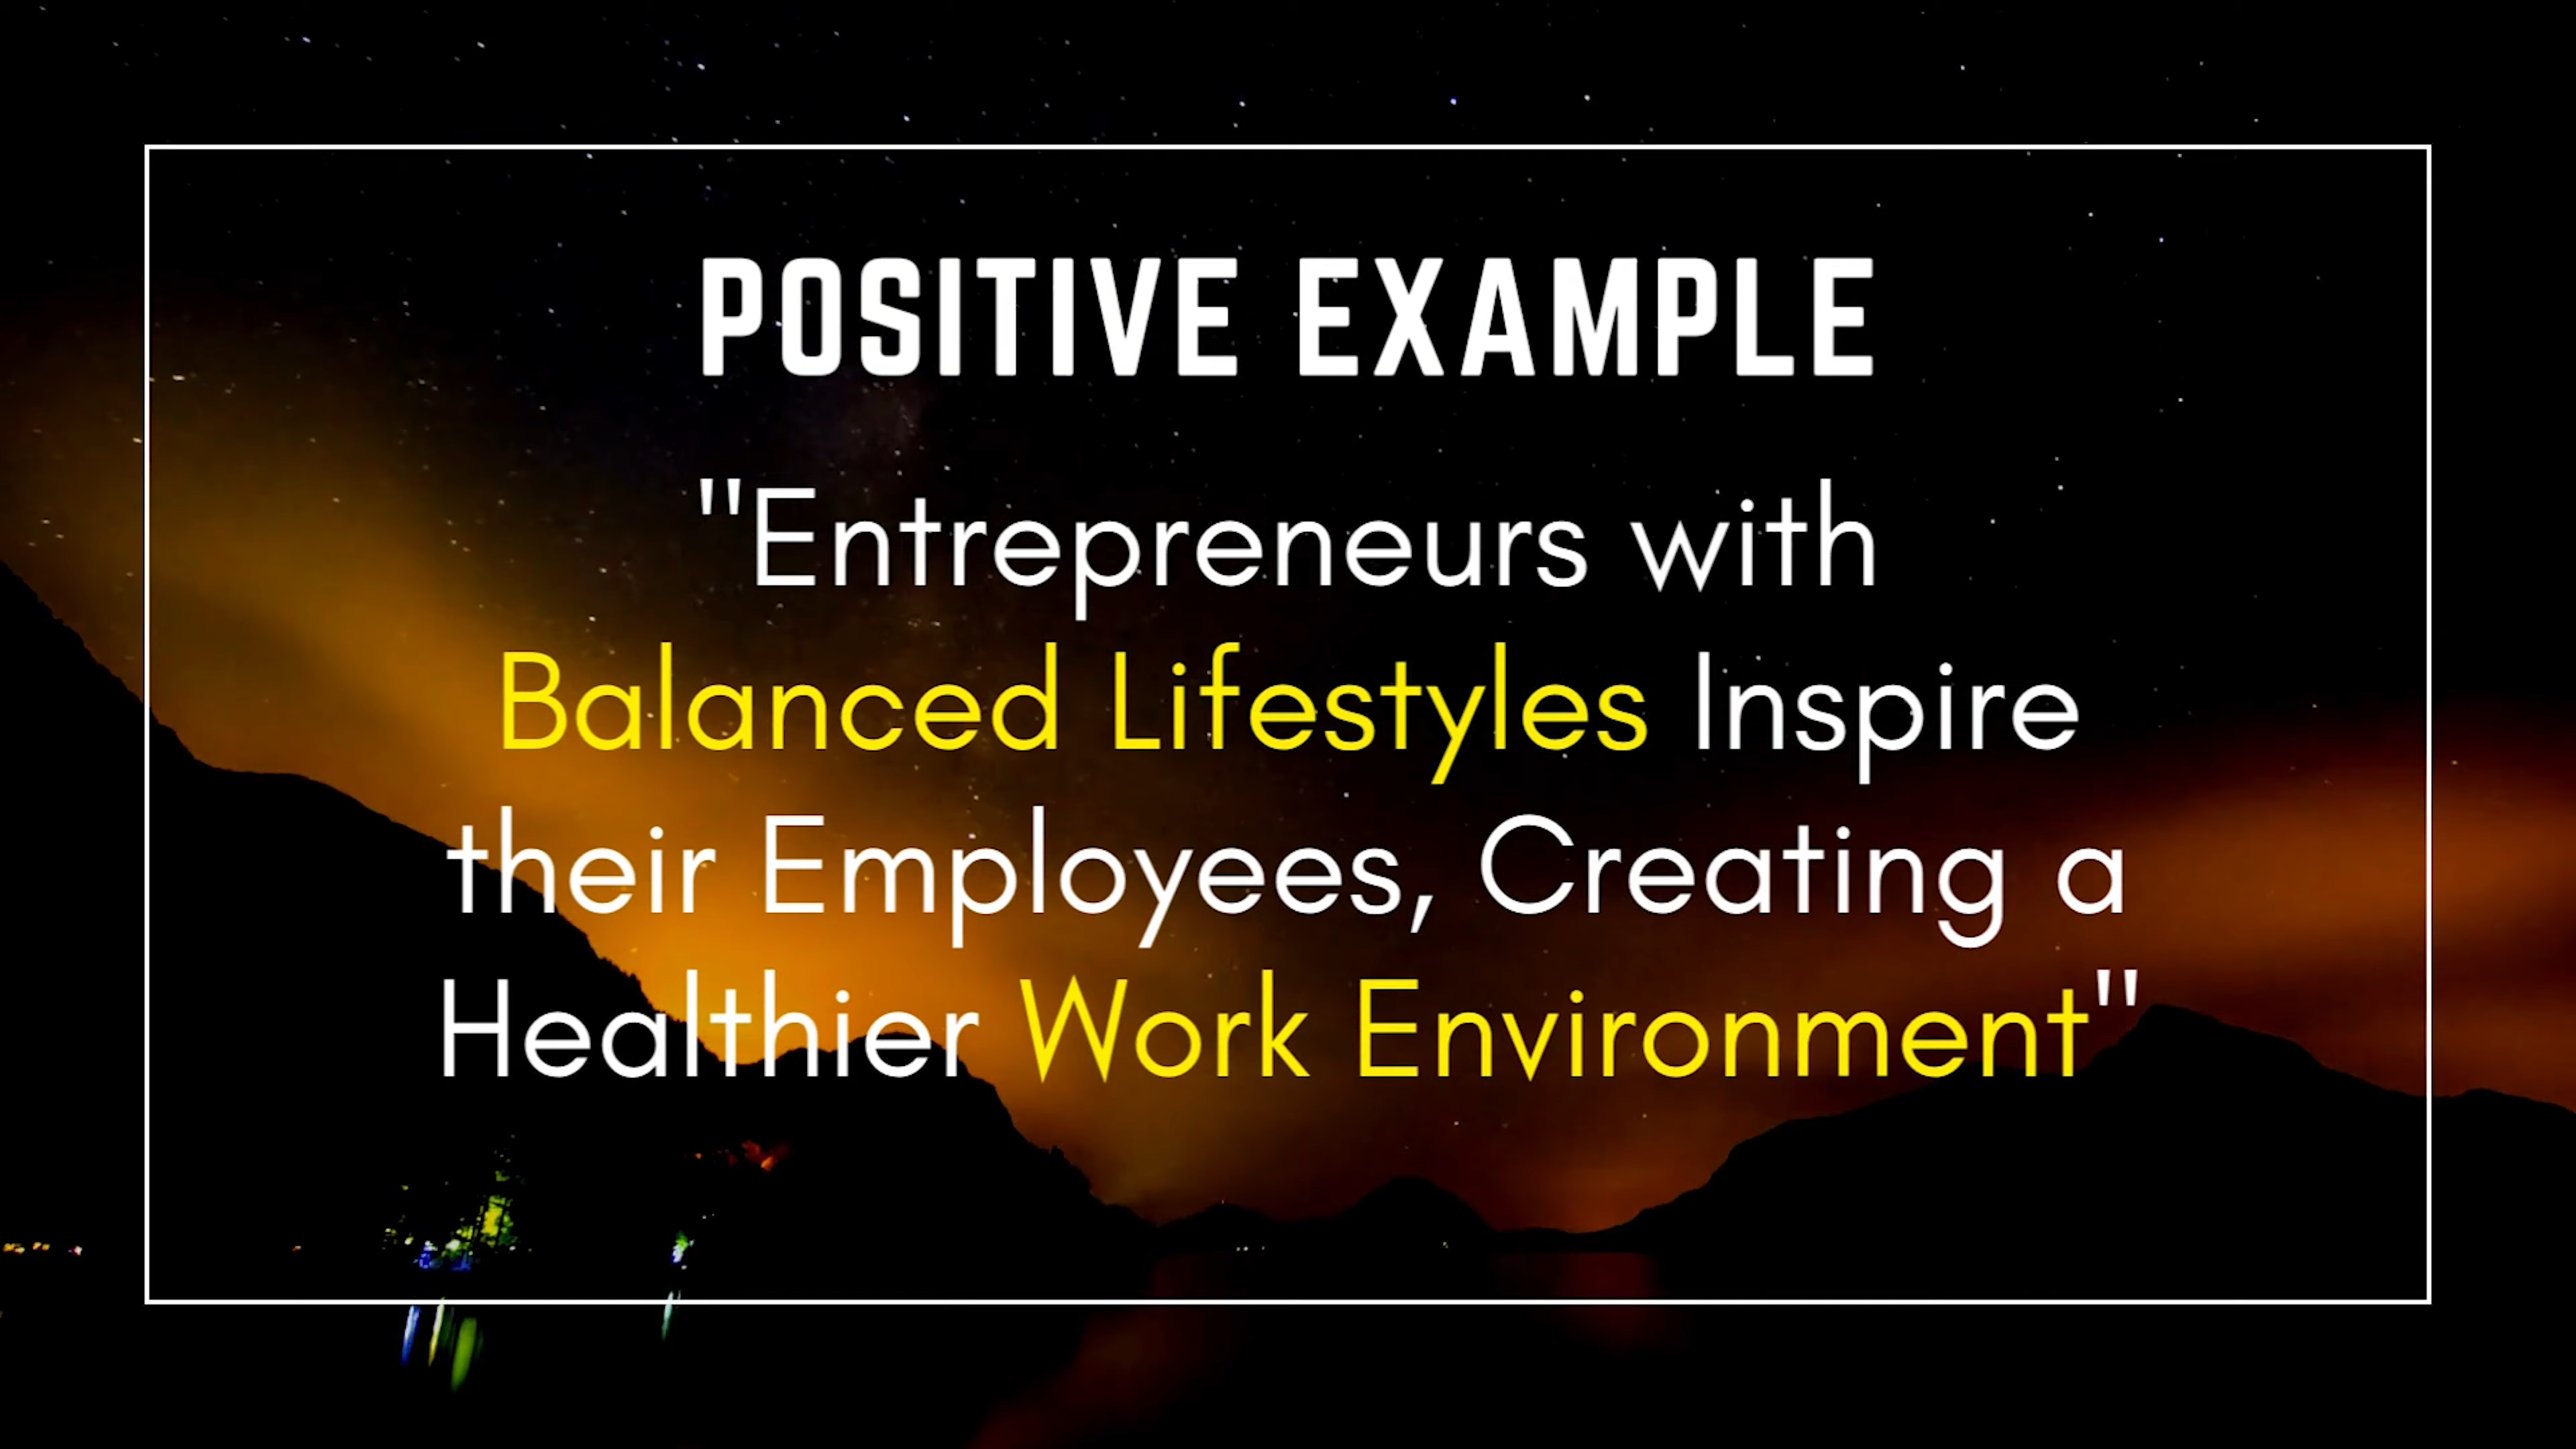 POSITIVE EXAMPLE
"Entrepreneurs with
Balanced Lifestyles Inspire
their Employees, Creating a
Healthier Work Environment"